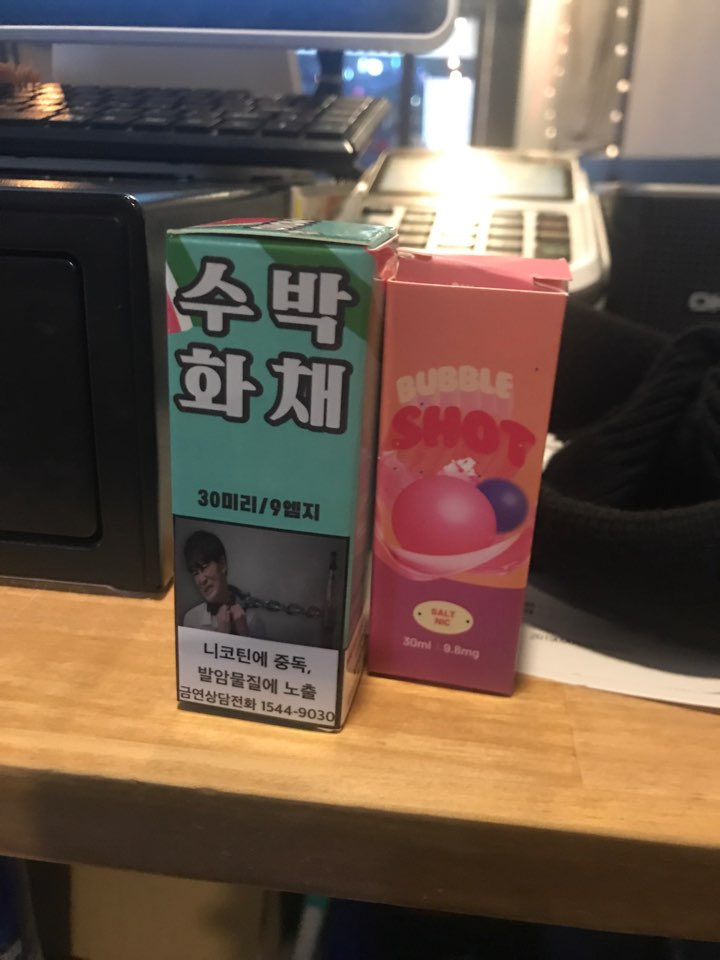 수박
화채
30미리/9엠지
니코틴에 중독,
발암물질에 노출
금연상담전화 1544-9030
BUBBLE
SHOT
SALT
NIC
30ml 9.8mg